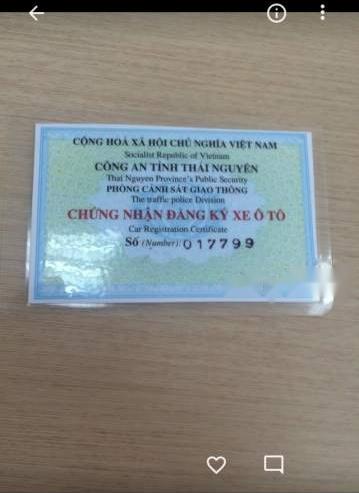 CỘNG HOÀ XÃ HỘI CHỦ NGHĨA VIỆT NAM
Socialist Republic of Vietnam
CÔNG AN TỈNH THÁI NGUYÊN
Thai Nguyen Province's Public Security
PHÒNG CẢNH SÁT GIAO THÔNG
The traffic police Division
CHỨNG NHẬN ĐĂNG KÝ XE Ô TÔ
Car Registration Certificate
Số (Number): 017799